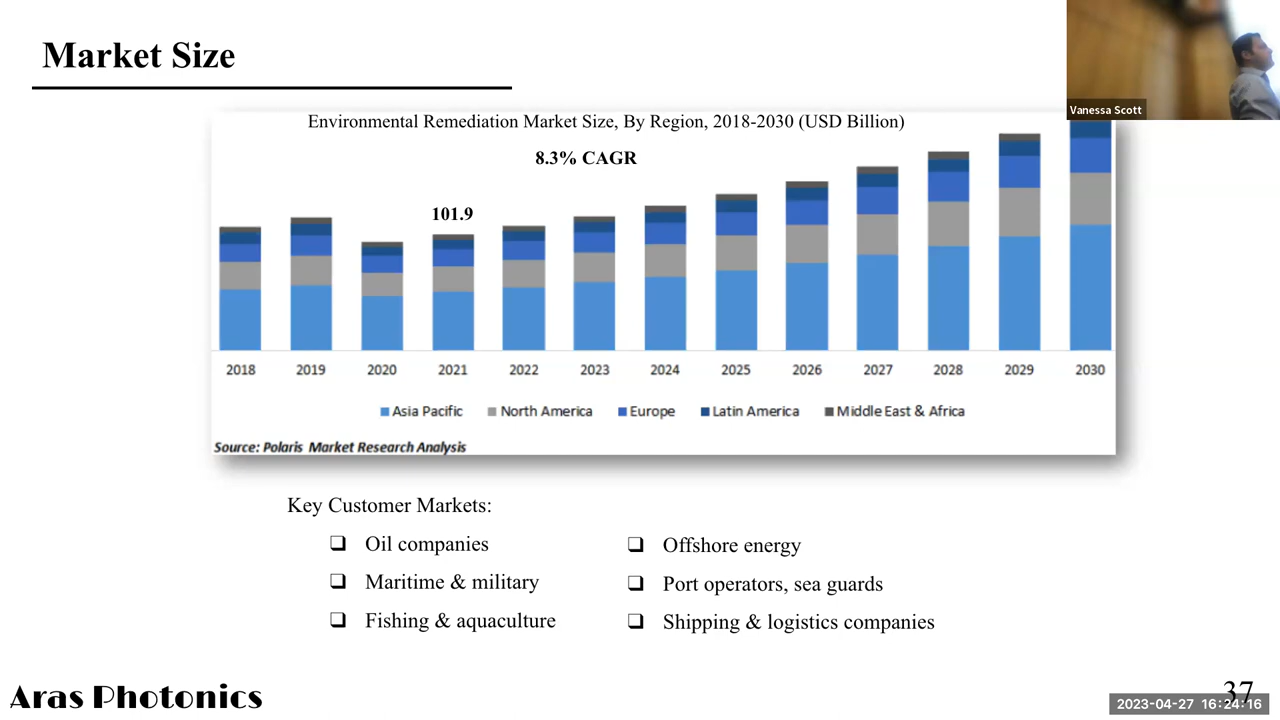 Market Size
Vanessa Scott
Environmental Remediation Market Size, By Region, 2018-2030 (USD Billion)
8.3% CAGR
101.9
2018 2019 2020 2021 2022 2023 2024 2025 2026 2027 2028 2029 2030
Asia Pacific North America Europe Latin America Middle East & Africa
Source: Polaris Market Research Analysis
Key Customer Markets:
❑ Oil companies
❑ Maritime & military
❑ Fishing & aquaculture
❑ Offshore energy
❑ Port operators, sea guards
❑ Shipping & logistics companies
Aras Photonics
37
2023-04-27 16:24:16